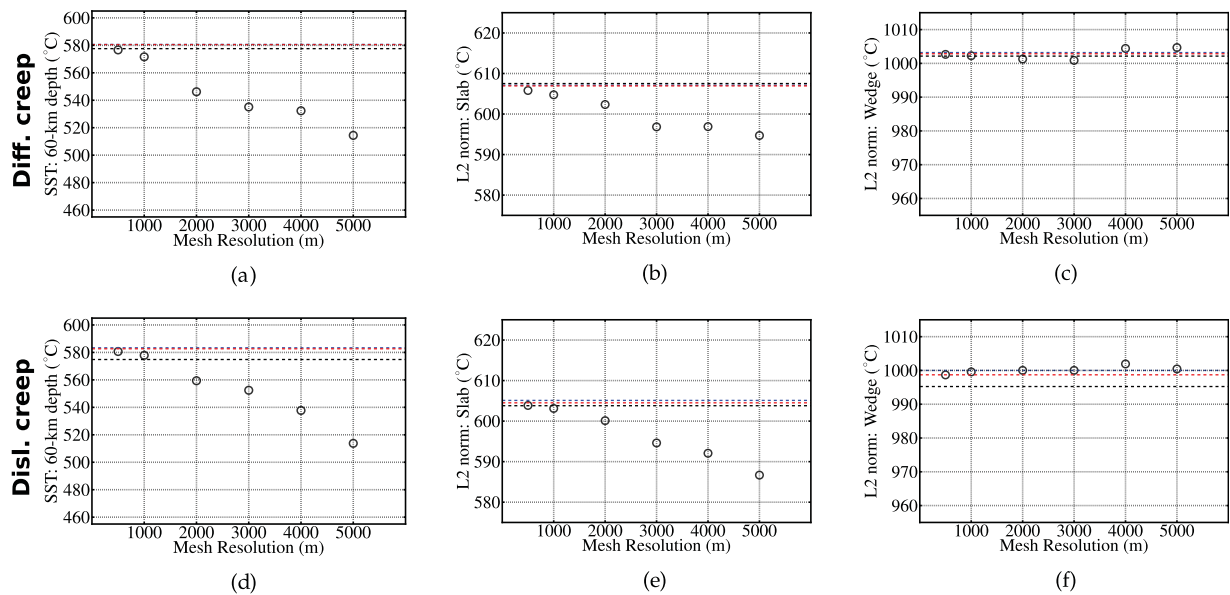 Diff. creep
SST: 60-km depth (°C)
600
580
560
540
520
500
480
460
1000 2000 3000 4000 5000
Mesh Resolution (m)
(a)
L2 norm: Slab (°C)
620
610
600
590
580
1000 2000 3000 4000 5000
Mesh Resolution (m)
(b)
L2 norm: Wedge (°C)
1010
1000
990
980
970
960
1000 2000 3000 4000 5000
Mesh Resolution (m)
(c)
Disl. creep
SST: 60-km depth (°C)
600
580
560
540
520
500
480
460
1000 2000 3000 4000 5000
Mesh Resolution (m)
(d)
L2 norm: Slab (°C)
620
610
600
590
580
1000 2000 3000 4000 5000
Mesh Resolution (m)
(e)
L2 norm: Wedge (°C)
1010
1000
990
980
970
960
1000 2000 3000 4000 5000
Mesh Resolution (m)
(f)